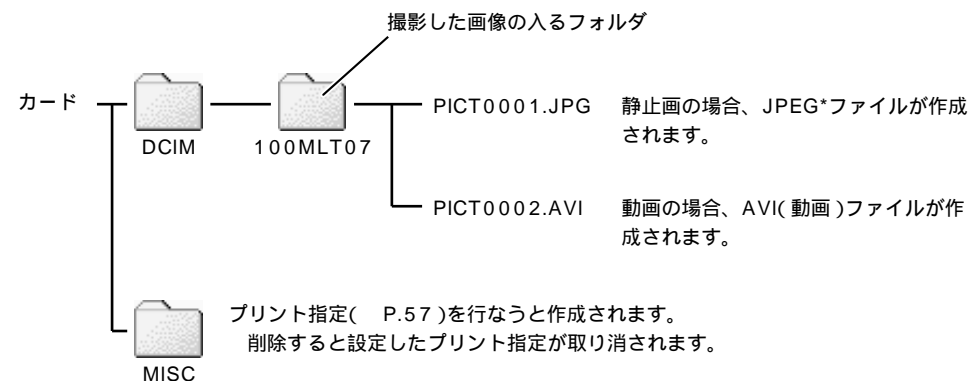 撮影した画像の入るフォルダ
カード
DCIM
100MLT07
PICT0001.JPG
静止画の場合、JPEG*ファイルが作成
されます。
PICT0002.AVI
動画の場合、AVI(動画)ファイルが作
成されます。
プリント指定( P.57)を行なうと作成されます。
削除すると設定したプリント指定が取り消されます。
MISC